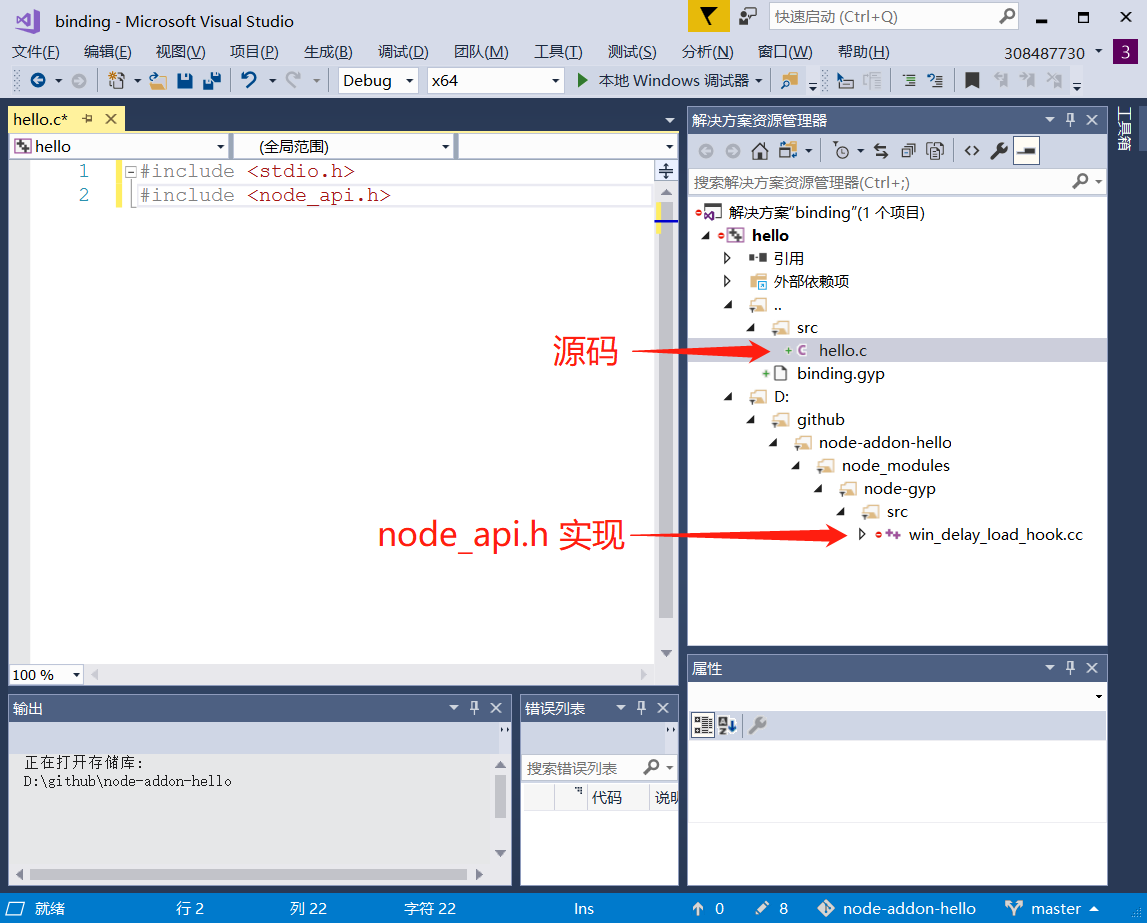 binding - Microsoft Visual Studio
快速启动 (Ctrl+Q)
文件(F) 编辑(E) 视图(V) 项目(P) 生成(B) 调试(D) 团队(M) 工具(T) 测试(S) 分析(N) 窗口(W) 帮助(H) 308487730 3
Debug x64 本地 Windows 调试器
hello.c*
hello (全局范围)
1 #include <stdio.h>
2 #include <node_api.h>
源码
node_api.h 实现
100 %
解决方案资源管理器
搜索解决方案资源管理器(Ctrl+;)
解决方案"binding"(1 个项目)
hello
引用
外部依赖项
..
src
hello.c
binding.gyp
D:
github
node-addon-hello
node_modules
node-gyp
src
win_delay_load_hook.cc
工具箱
属性
输出
正在打开存储库:
D:\github\node-addon-hello
错误列表
搜索错误列表
代码 说明
就绪 行 2 列 22 字符 22 Ins 0 8 node-addon-hello master